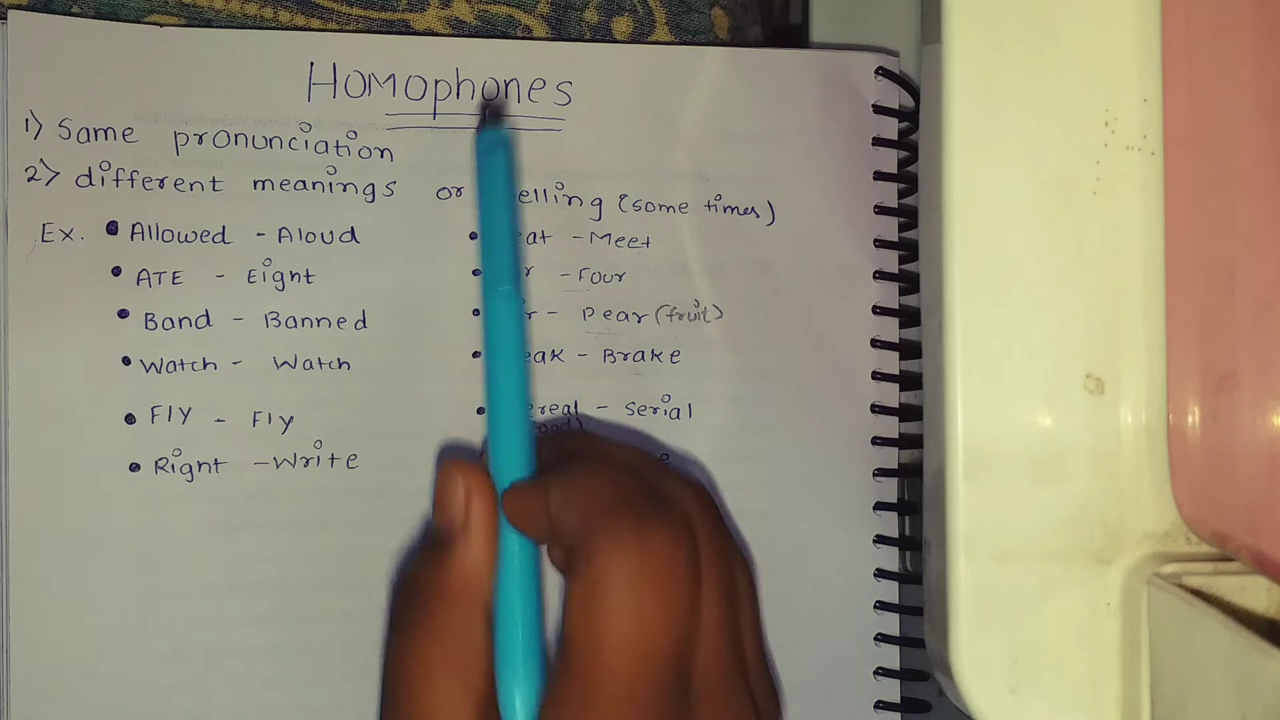 Homophones
1) Same pronunciation
2) different meanings or elling (some times)
Ex. • Allowed - Aloud
• ATE - Eight
• Band - Banned
• Watch - Watch
• Fly - Fly
• Right - Write
• eat - Meet
• r - Four
• r - Pear (fruit)
• eak - Brake
• ereal - Serial